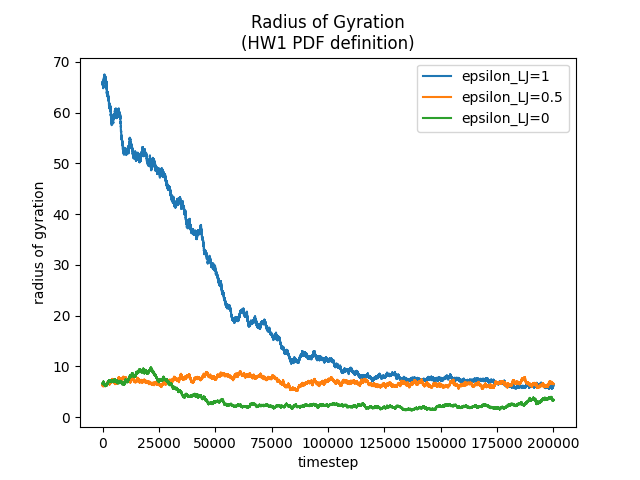 Radius of Gyration
(HW1 PDF definition)
epsilon_LJ=1
epsilon_LJ=0.5
epsilon_LJ=0
radius of gyration
70
60
50
40
30
20
10
0
0 25000 50000 75000 100000 125000 150000 175000 200000
timestep